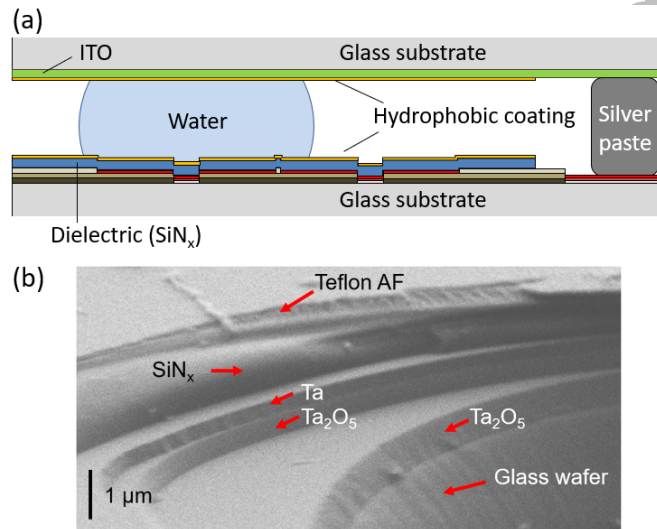 (a)
ITO
Glass substrate
Water
Hydrophobic coating
Silver
paste
Glass substrate
Dielectric (SiNₓ)
(b)
Teflon AF
SiNₓ
Ta
Ta₂O₅
Ta₂O₅
Glass wafer
1 μm